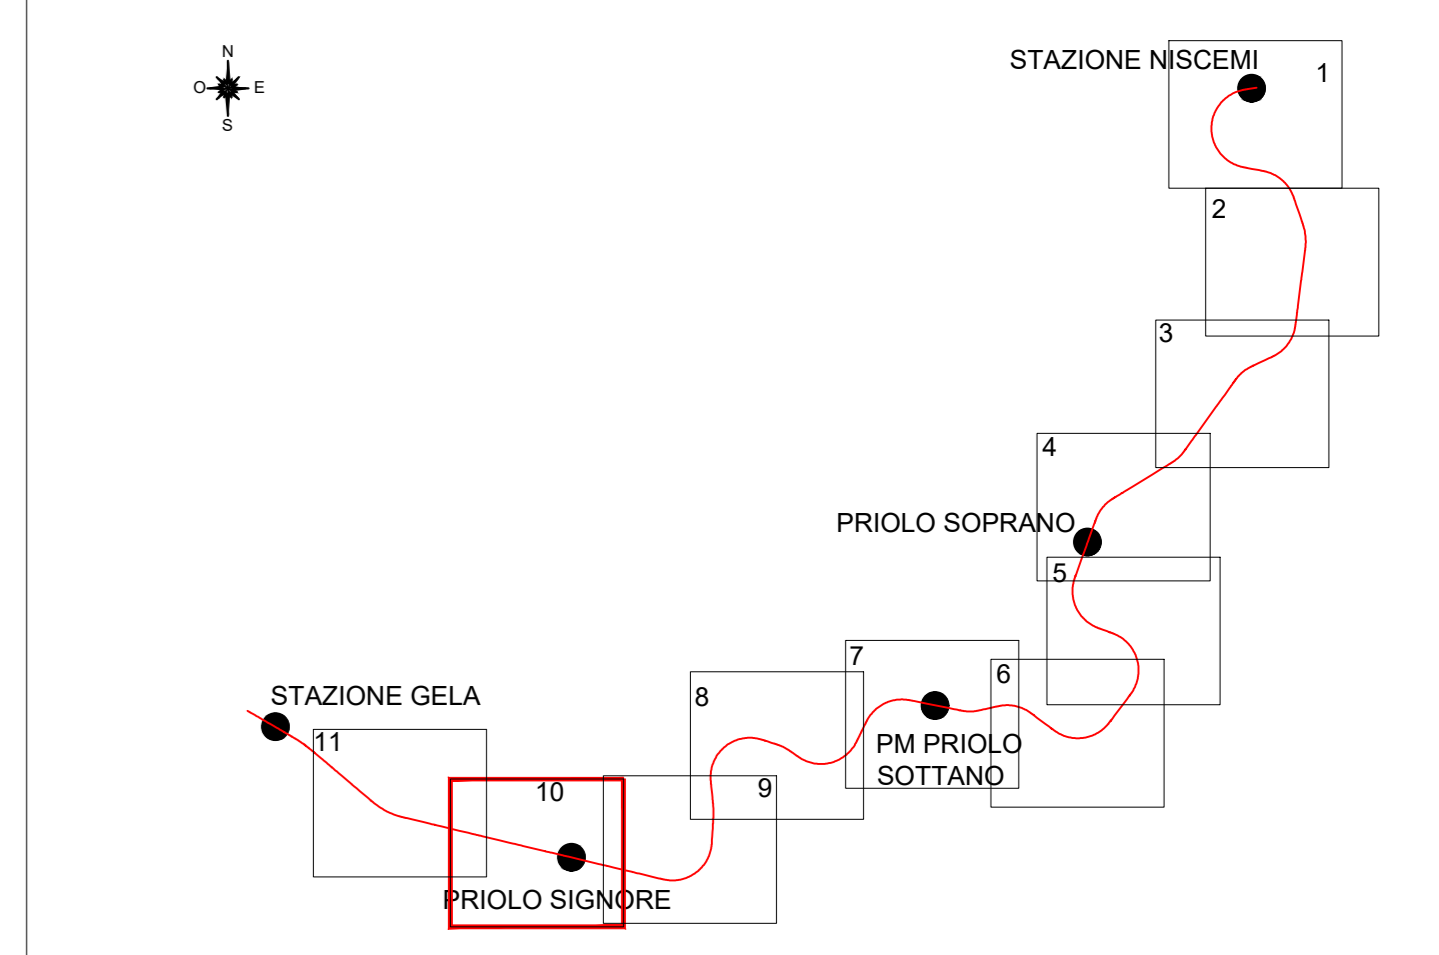 N
O E
S
STAZIONE NISCEMI
1
2
3
4
PRIOLO SOPRANO
5
6
7
PM PRIOLO
SOTTANO
8
9
10
PRIOLO SIGNORE
11
STAZIONE GELA